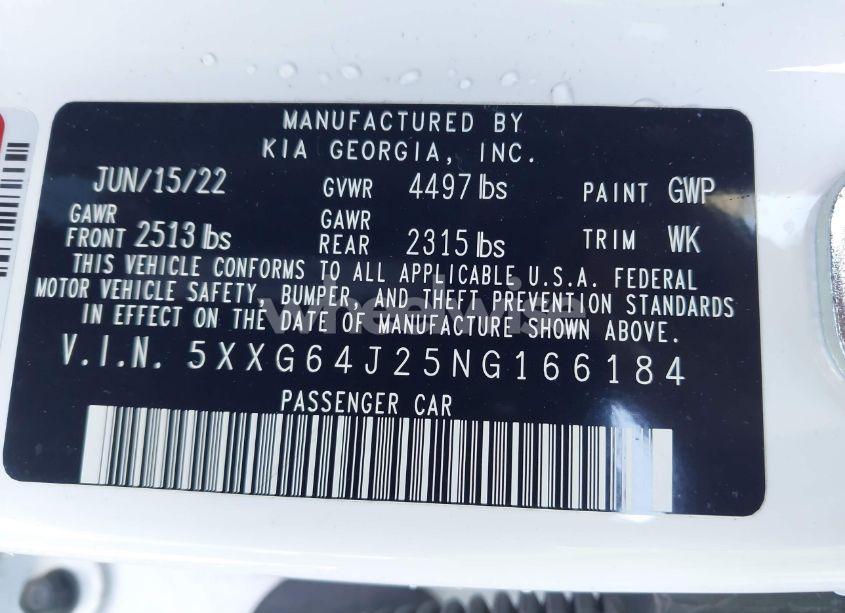 MANUFACTURED BY
KIA GEORGIA, INC.
JUN/15/22 GVWR 4497 lbs PAINT GWP
GAWR FRONT 2513 lbs GAWR REAR 2315 lbs TRIM WK
THIS VEHICLE CONFORMS TO ALL APPLICABLE U.S.A. FEDERAL
MOTOR VEHICLE SAFETY, BUMPER, AND THEFT PREVENTION STANDARDS
IN EFFECT ON THE DATE OF MANUFACTURE SHOWN ABOVE.
V.I.N. 5XXG64J25NG166184
PASSENGER CAR
wheelwise